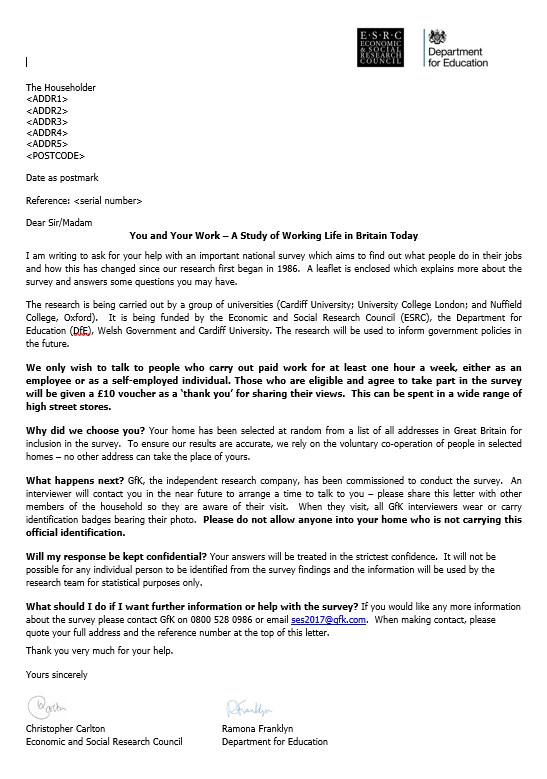 E·S·R·C
ECONOMIC
& SOCIAL
RESEARCH
COUNCIL
Department
for Education
The Householder
<ADDR1>
<ADDR2>
<ADDR3>
<ADDR4>
<ADDR5>
<POSTCODE>
Date as postmark
Reference: <serial number>
Dear Sir/Madam
You and Your Work – A Study of Working Life in Britain Today
I am writing to ask for your help with an important national survey which aims to find out what people do in their jobs
and how this has changed since our research first began in 1986. A leaflet is enclosed which explains more about the
survey and answers some questions you may have.
The research is being carried out by a group of universities (Cardiff University; University College London; and Nuffield
College, Oxford). It is being funded by the Economic and Social Research Council (ESRC), the Department for
Education (DfE), Welsh Government and Cardiff University. The research will be used to inform government policies in
the future.
We only wish to talk to people who carry out paid work for at least one hour a week, either as an
employee or as a self-employed individual. Those who are eligible and agree to take part in the survey
will be given a £10 voucher as a ‘thank you’ for sharing their views. This can be spent in a wide range of
high street stores.
Why did we choose you? Your home has been selected at random from a list of all addresses in Great Britain for
inclusion in the survey. To ensure our results are accurate, we rely on the voluntary co-operation of people in selected
homes – no other address can take the place of yours.
What happens next? GfK, the independent research company, has been commissioned to conduct the survey. An
interviewer will contact you in the near future to arrange a time to talk to you – please share this letter with other
members of the household so they are aware of their visit. When they visit, all GfK interviewers wear or carry
identification badges bearing their photo. Please do not allow anyone into your home who is not carrying this
official identification.
Will my response be kept confidential? Your answers will be treated in the strictest confidence. It will not be
possible for any individual person to be identified from the survey findings and the information will be used by the
research team for statistical purposes only.
What should I do if I want further information or help with the survey? If you would like any more information
about the survey please contact GfK on 0800 528 0986 or email ses2017@gfk.com. When making contact, please
quote your full address and the reference number at the top of this letter.
Thank you very much for your help.
Yours sincerely
RFranklyn
Christopher Carlton
Ramona Franklyn
Economic and Social Research Council
Department for Education